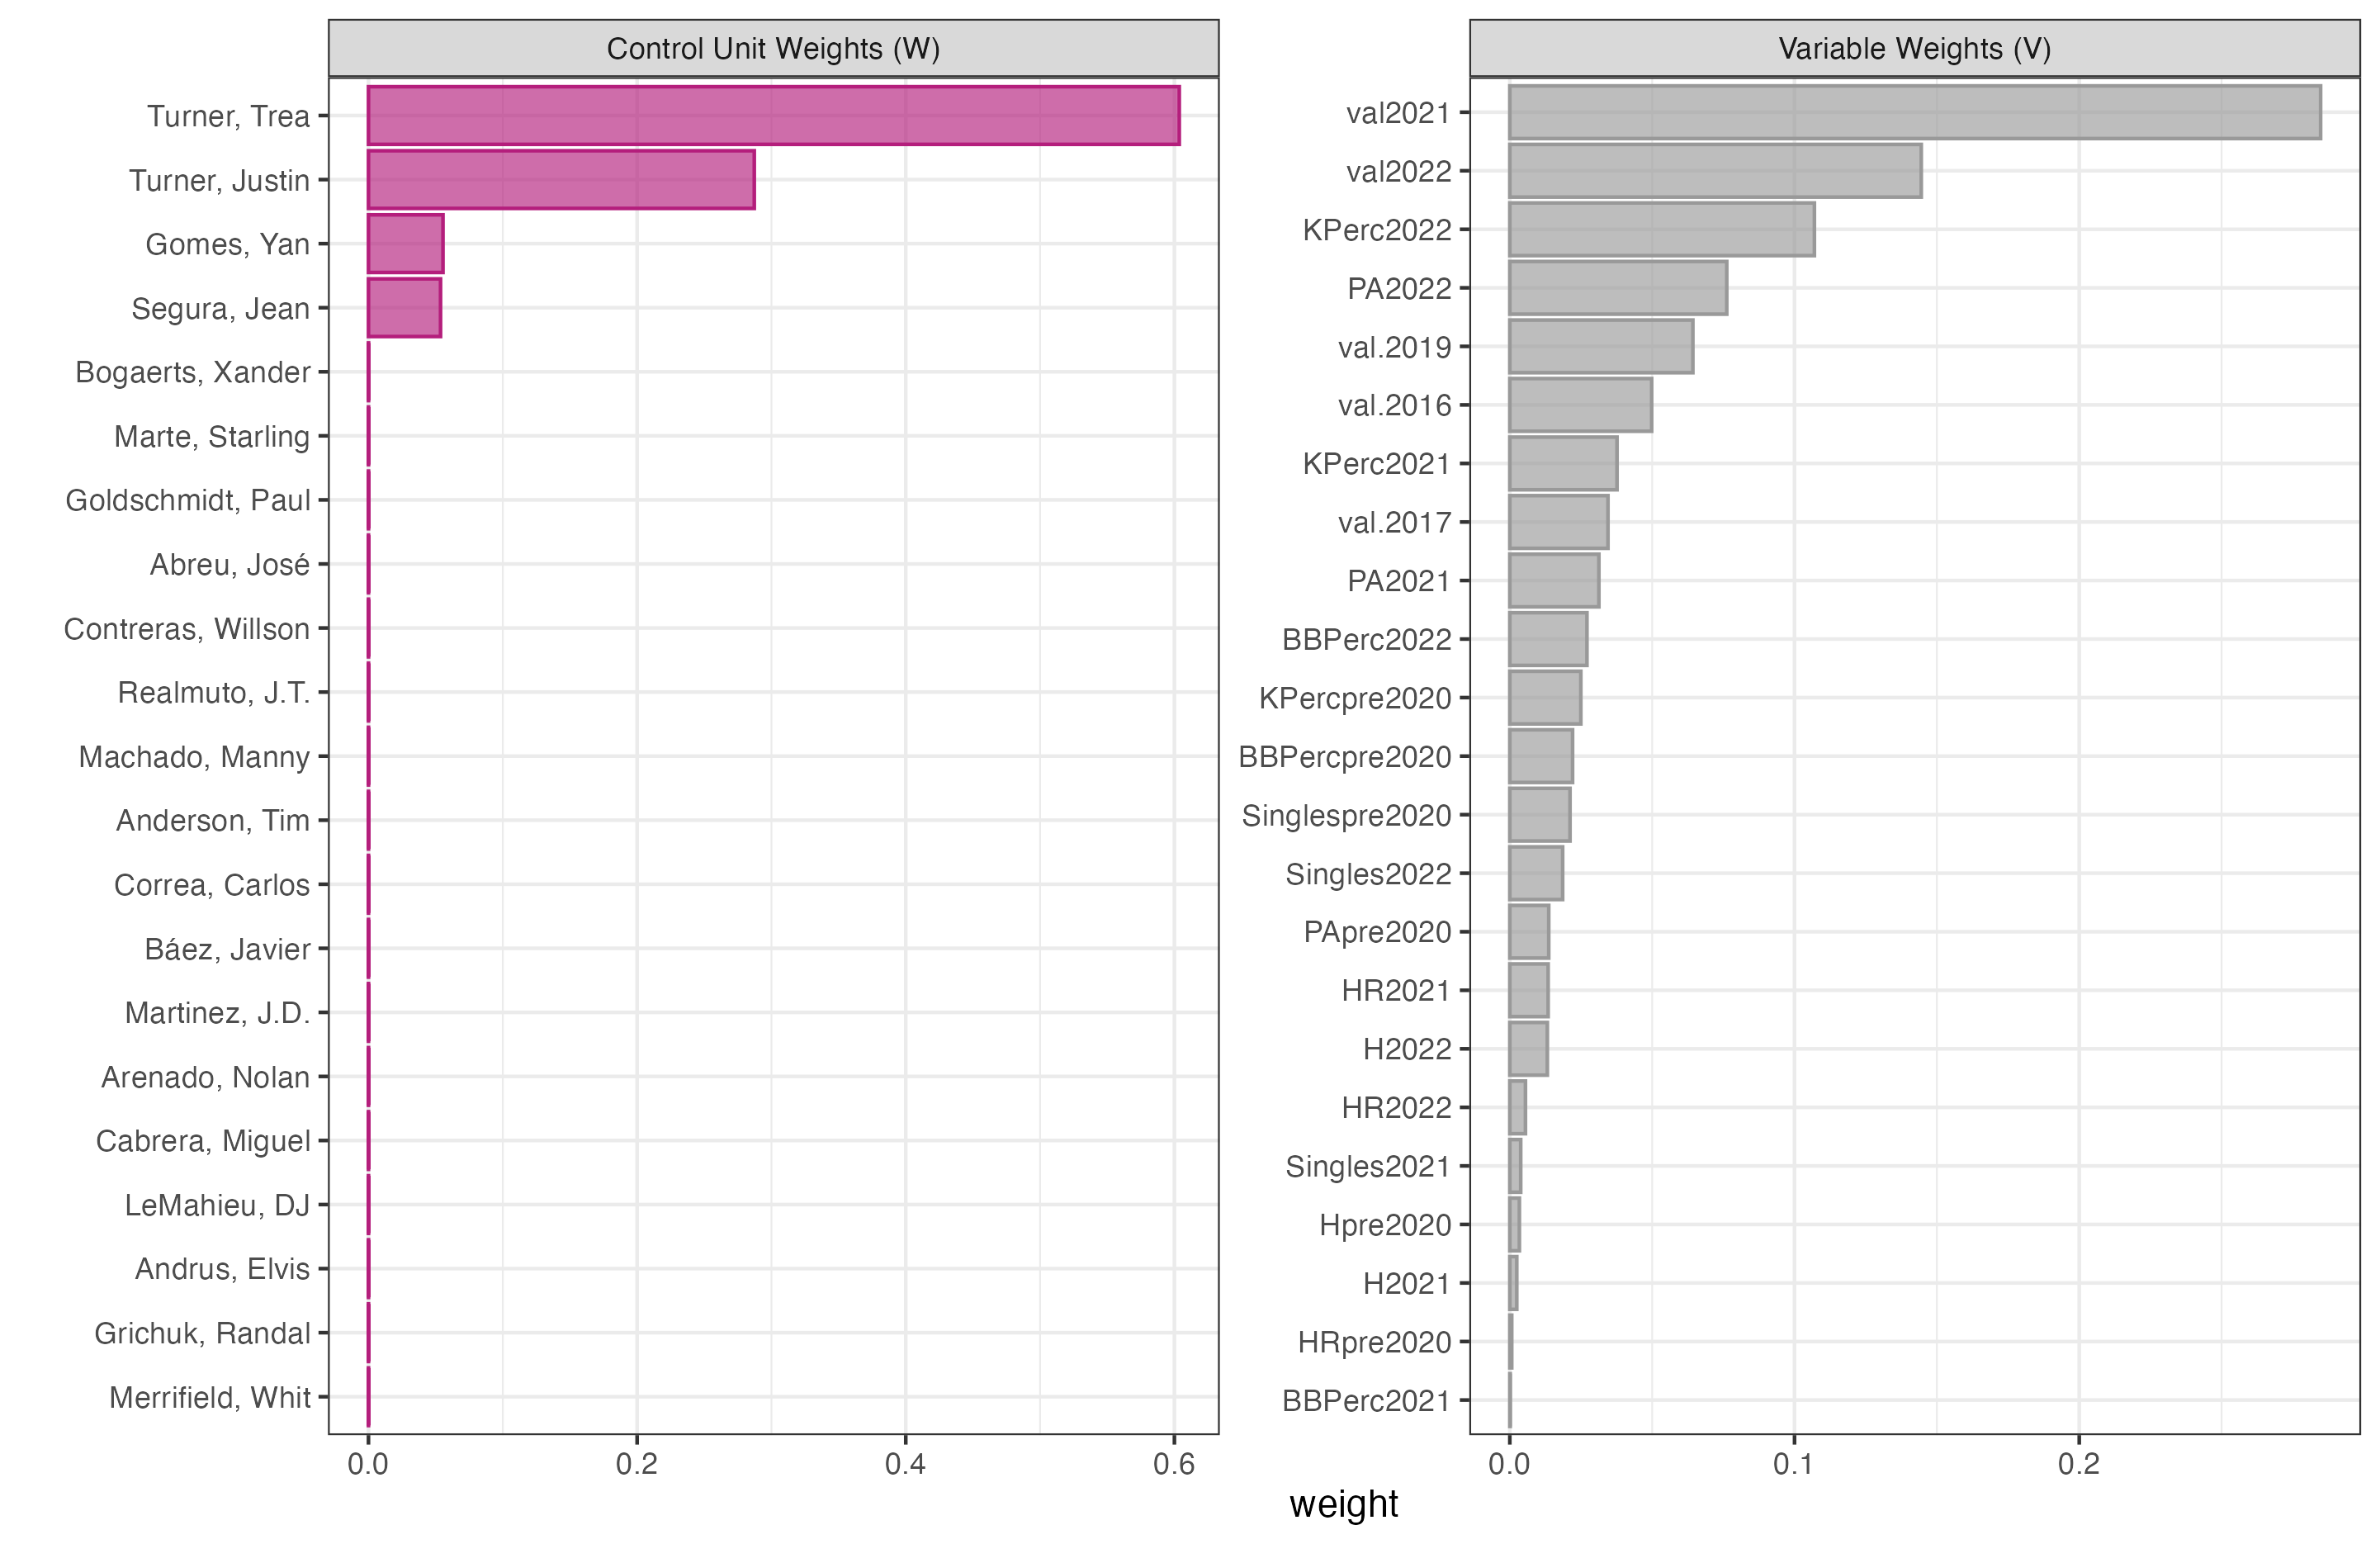 Control Unit Weights (W)
Turner, Trea
Turner, Justin
Gomes, Yan
Segura, Jean
Bogaerts, Xander
Marte, Starling
Goldschmidt, Paul
Abreu, José
Contreras, Willson
Realmuto, J.T.
Machado, Manny
Anderson, Tim
Correa, Carlos
Báez, Javier
Martinez, J.D.
Arenado, Nolan
Cabrera, Miguel
LeMahieu, DJ
Andrus, Elvis
Grichuk, Randal
Merrifield, Whit
0.0 0.2 0.4 0.6
Variable Weights (V)
val2021
val2022
KPerc2022
PA2022
val.2019
val.2016
KPerc2021
val.2017
PA2021
BBPerc2022
KPercpre2020
BBPercpre2020
Singlespre2020
Singles2022
PApre2020
HR2021
H2022
HR2022
Singles2021
Hpre2020
H2021
HRpre2020
BBPerc2021
0.0 0.1 0.2
weight